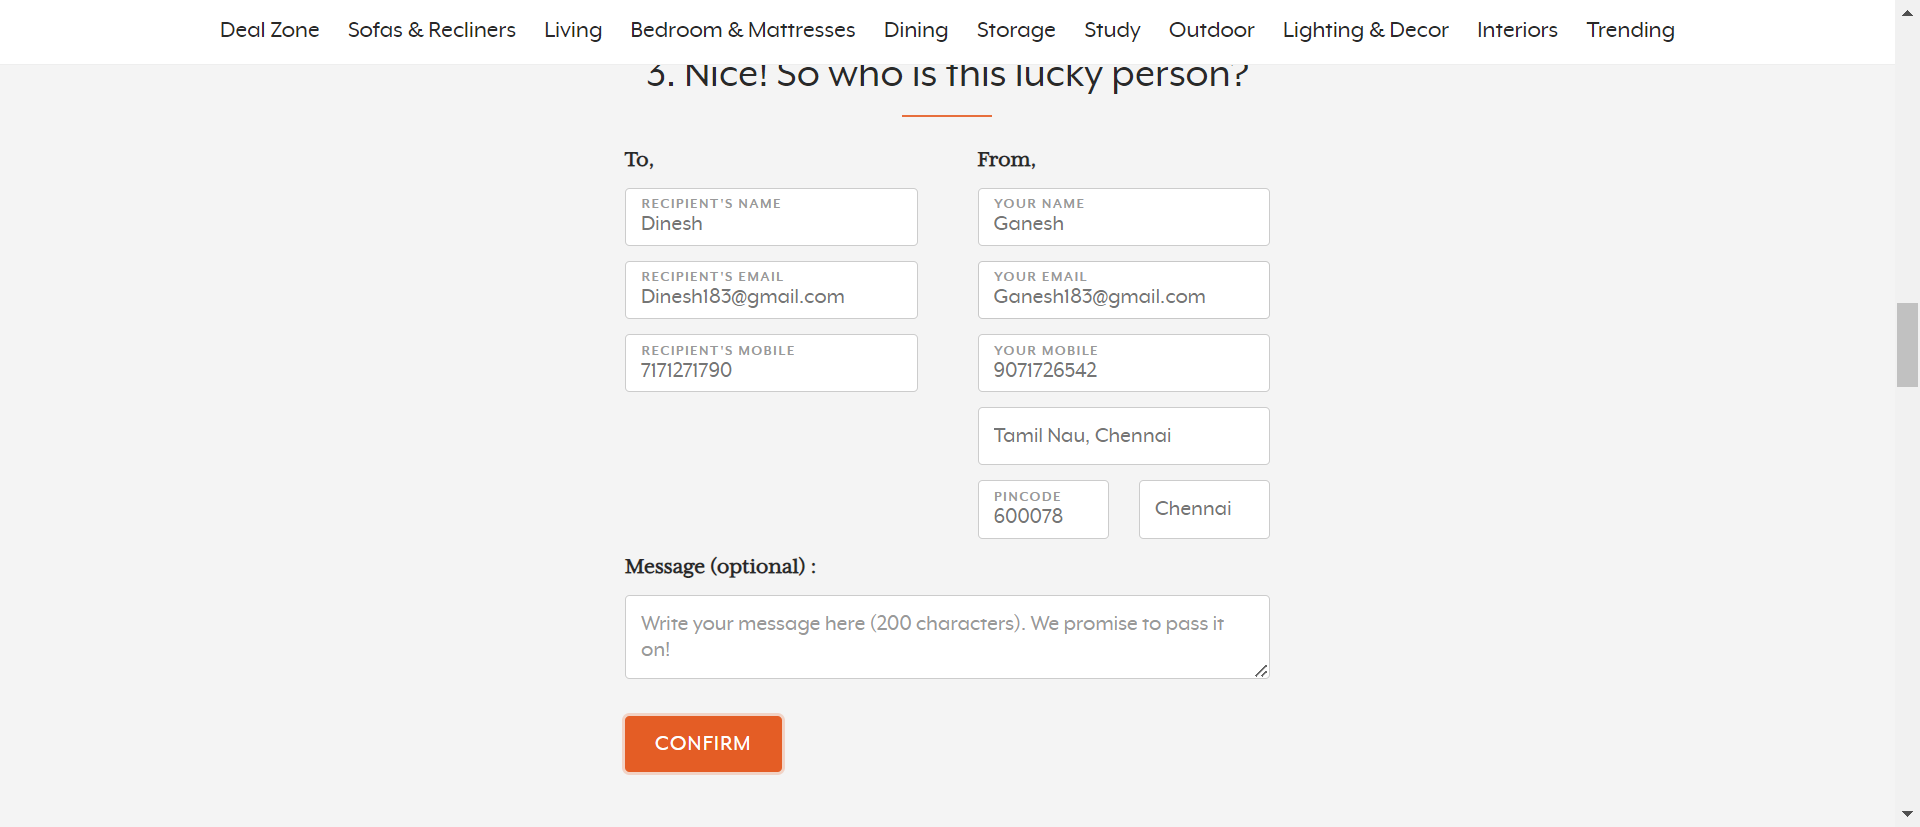 Deal Zone Sofas & Recliners Living Bedroom & Mattresses Dining Storage Study Outdoor Lighting & Decor Interiors Trending
3. Nice! So who is this lucky person?
To,
From,
RECIPIENT'S NAME
Dinesh
YOUR NAME
Ganesh
RECIPIENT'S EMAIL
Dinesh183@gmail.com
YOUR EMAIL
Ganesh183@gmail.com
RECIPIENT'S MOBILE
7171271790
YOUR MOBILE
9071726542
Tamil Nau, Chennai
PINCODE
600078
Chennai
Message (optional) :
Write your message here (200 characters). We promise to pass it
on!
CONFIRM